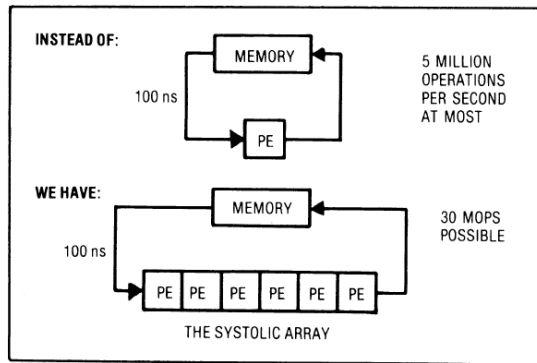 INSTEAD OF:
MEMORY
100 ns
PE
5 MILLION
OPERATIONS
PER SECOND
AT MOST
WE HAVE:
MEMORY
100 ns
30 MOPS
POSSIBLE
PE PE PE PE PE PE
THE SYSTOLIC ARRAY